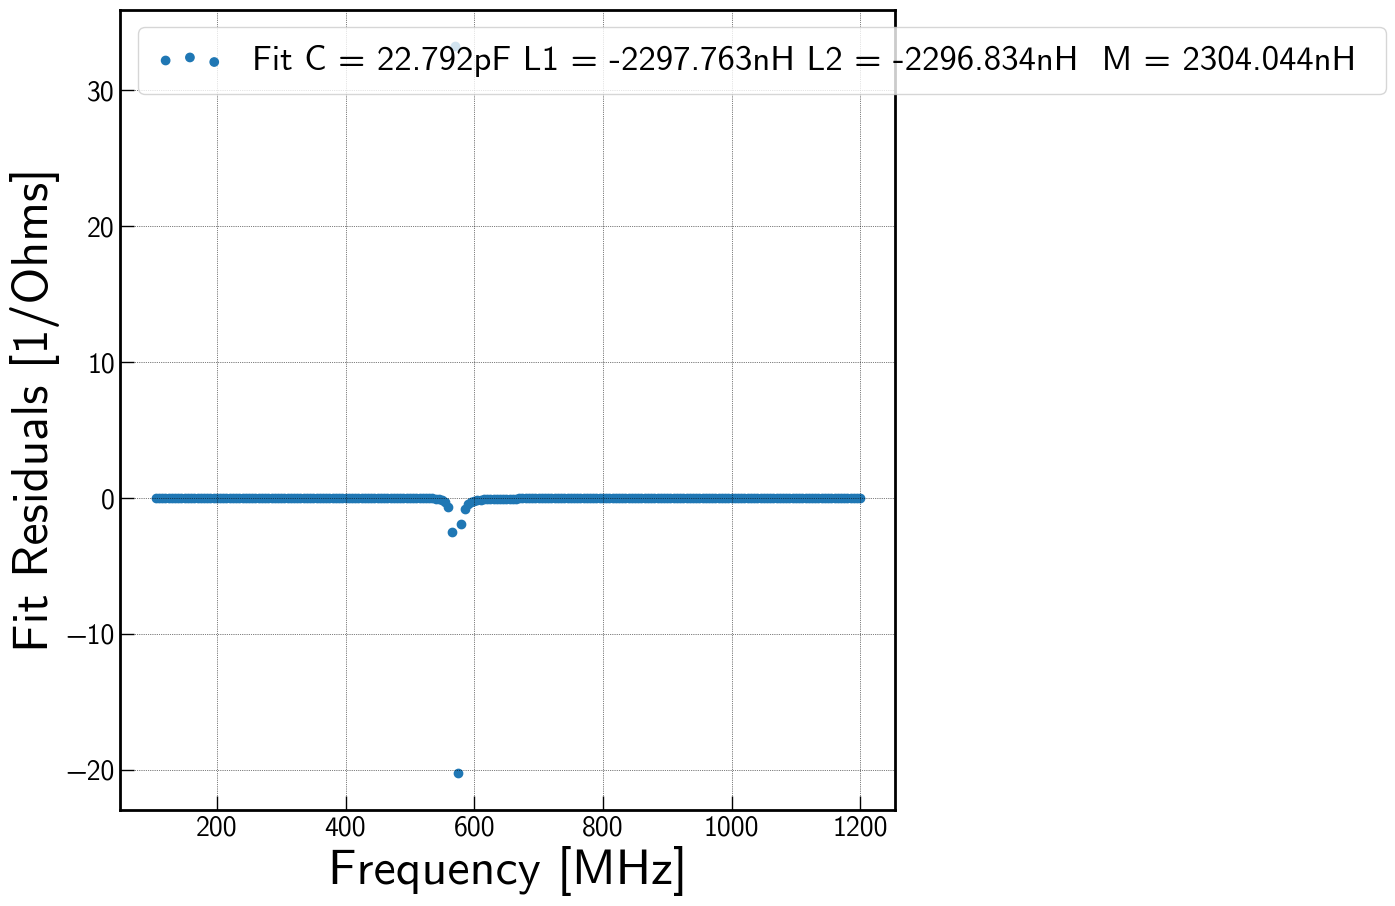 Fit C = 22.792pF L1 = -2297.763nH L2 = -2296.834nH M = 2304.044nH
30
20
10
0
−10
−20
Fit Residuals [1/Ohms]
200 400 600 800 1000 1200
Frequency [MHz]